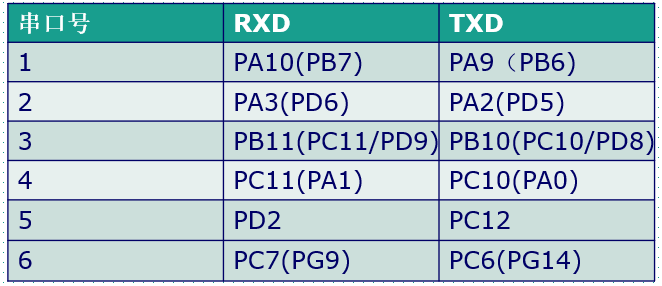 串口号 RXD TXD
1 PA10(PB7) PA9（PB6)
2 PA3(PD6) PA2(PD5)
3 PB11(PC11/PD9) PB10(PC10/PD8)
4 PC11(PA1) PC10(PA0)
5 PD2 PC12
6 PC7(PG9) PC6(PG14)